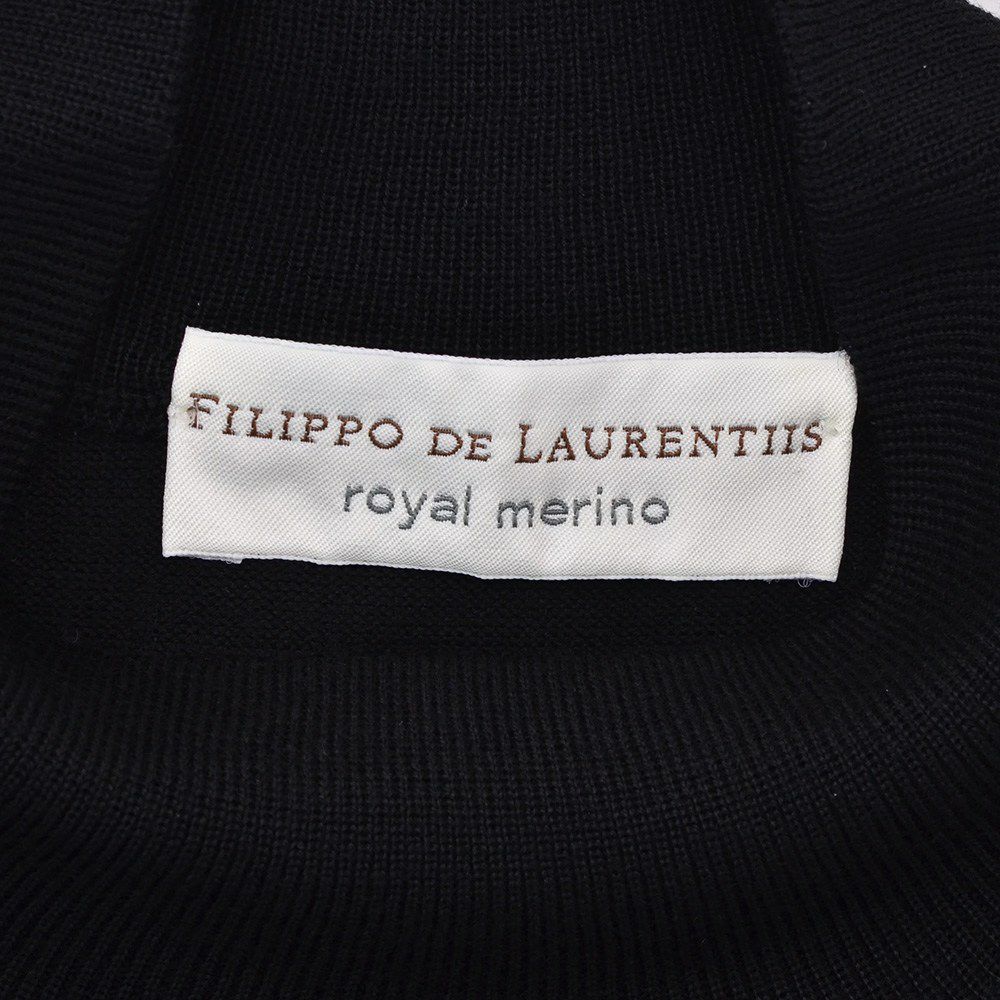 FILIPPO DE LAURENTIIS
royal merino